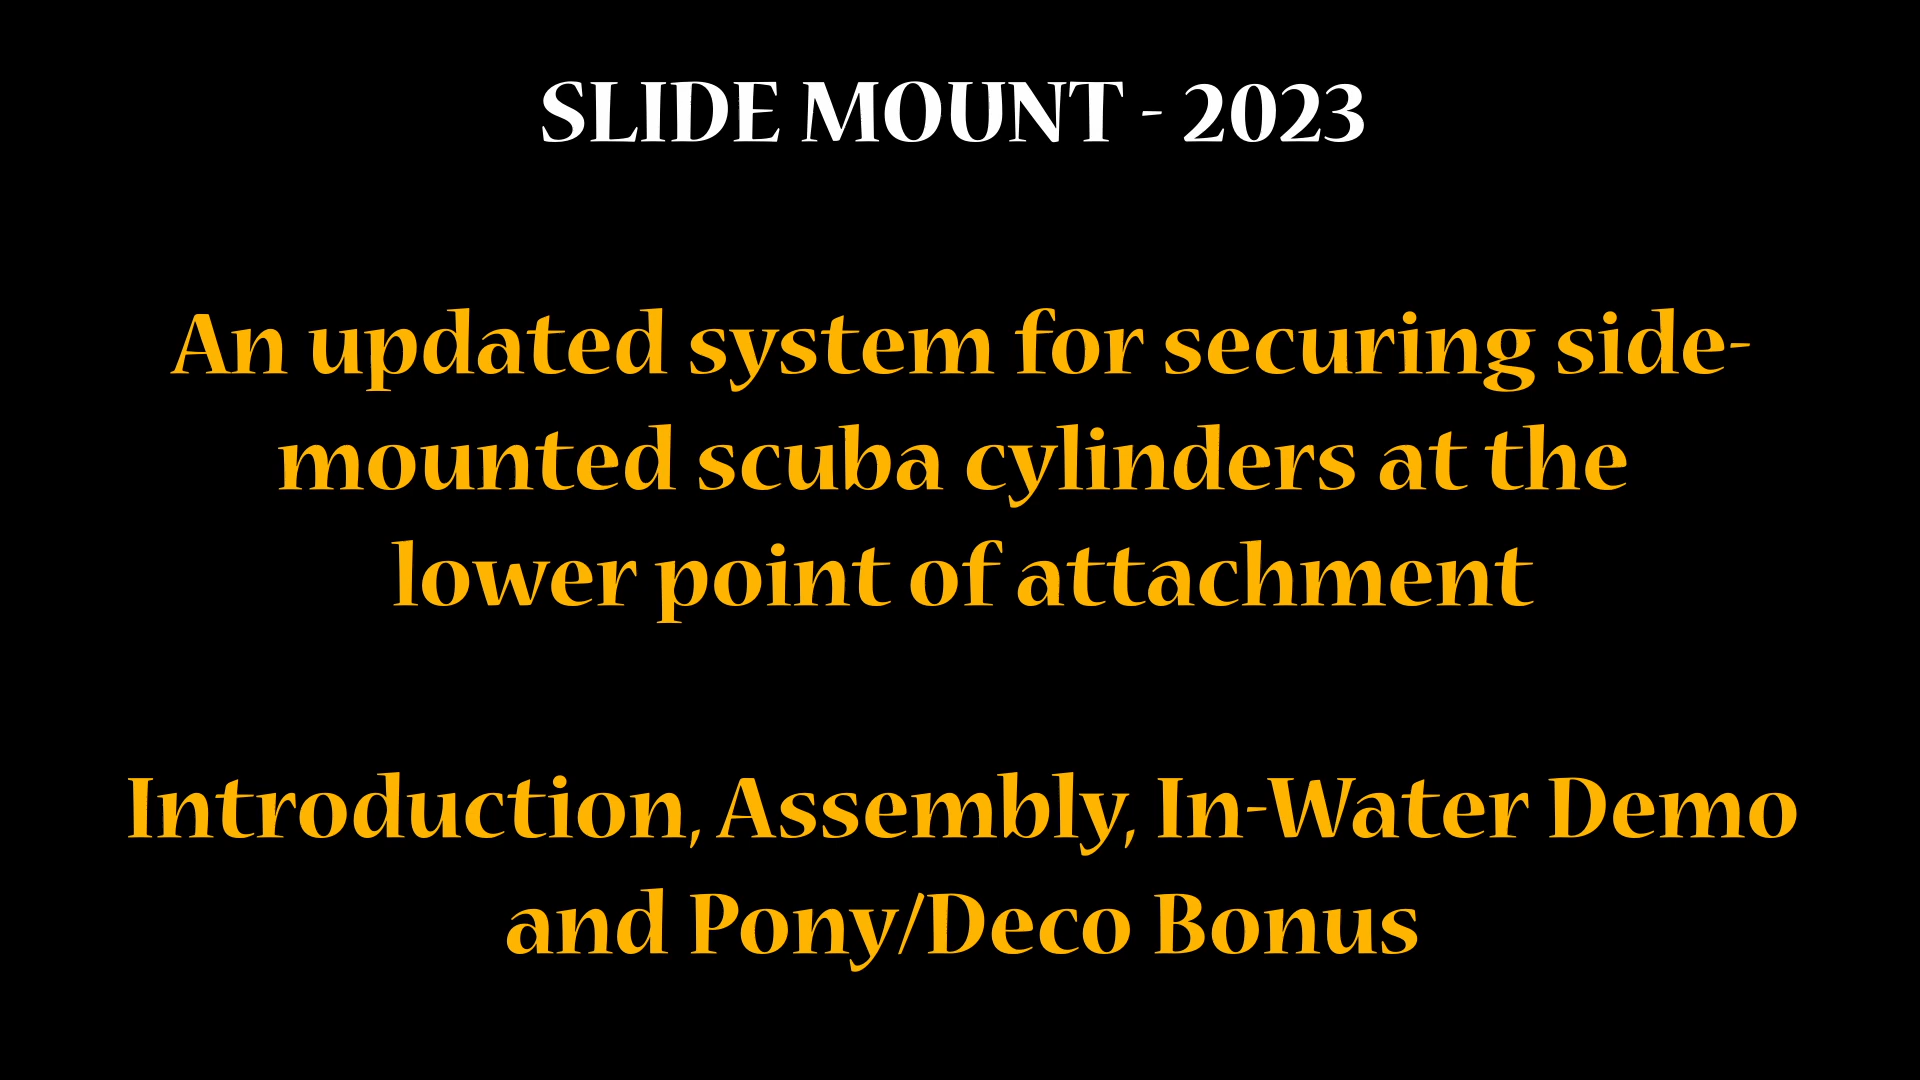 SLIDE MOUNT - 2023
An updated system for securing side-
mounted scuba cylinders at the
lower point of attachment
Introduction, Assembly, In-Water Demo
and Pony/Deco Bonus